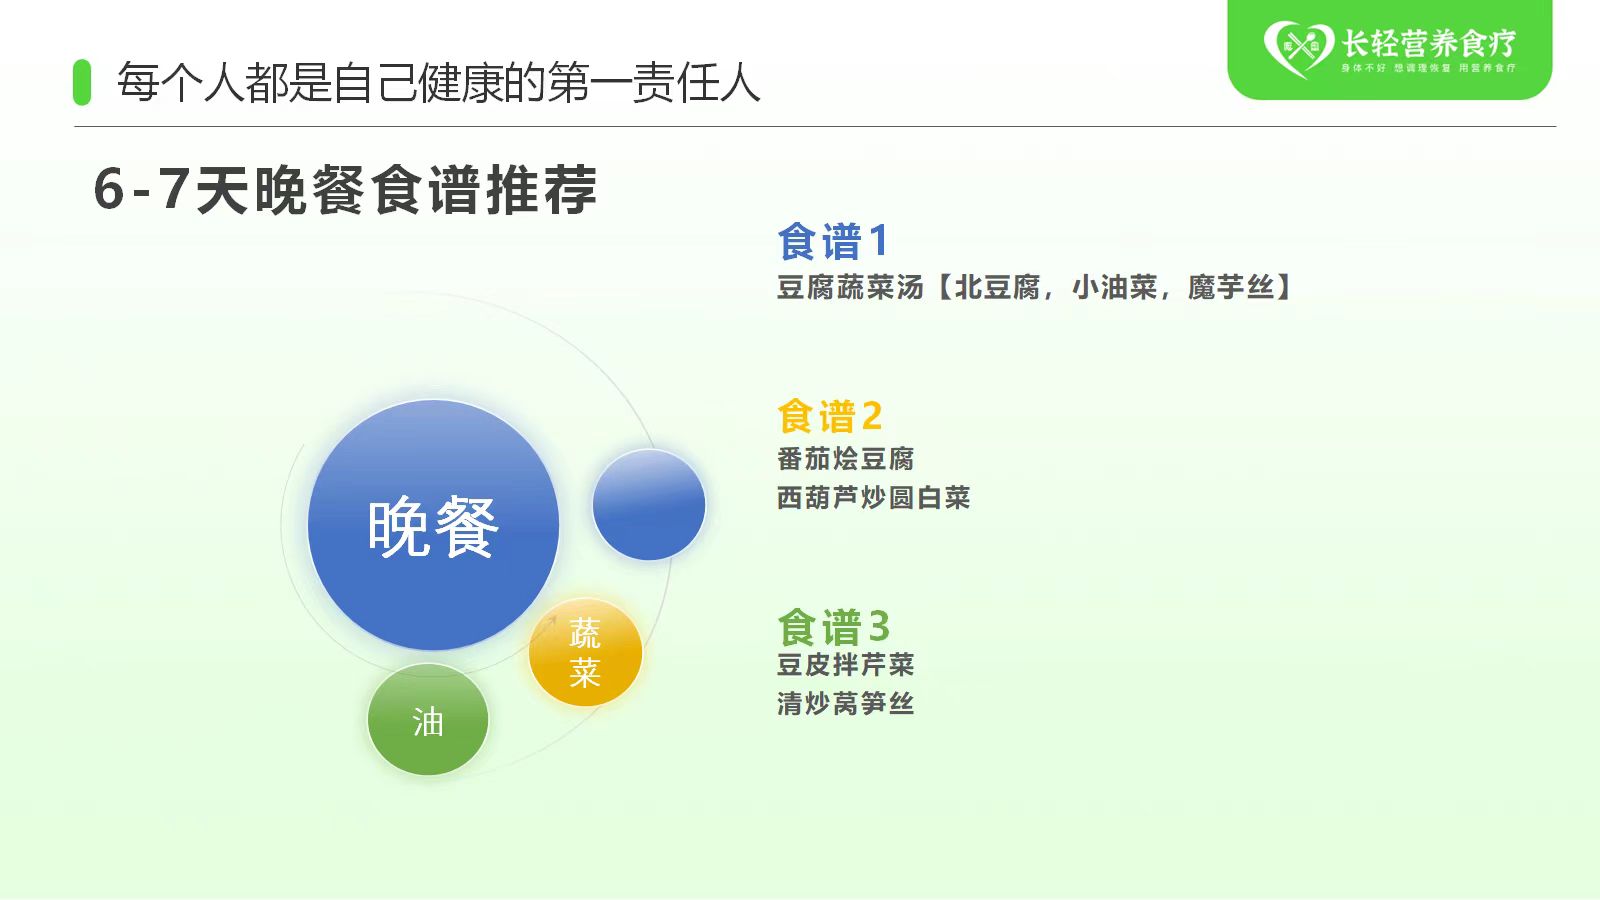 每个人都是自己健康的第一责任人
长轻营养食疗
身体不好 想调理恢复 用营养食疗
6-7天晚餐食谱推荐
食谱1
豆腐蔬菜汤【北豆腐，小油菜，魔芋丝】
食谱2
番茄烩豆腐
西葫芦炒圆白菜
食谱3
豆皮拌芹菜
清炒莴笋丝
晚餐
蔬
菜
油